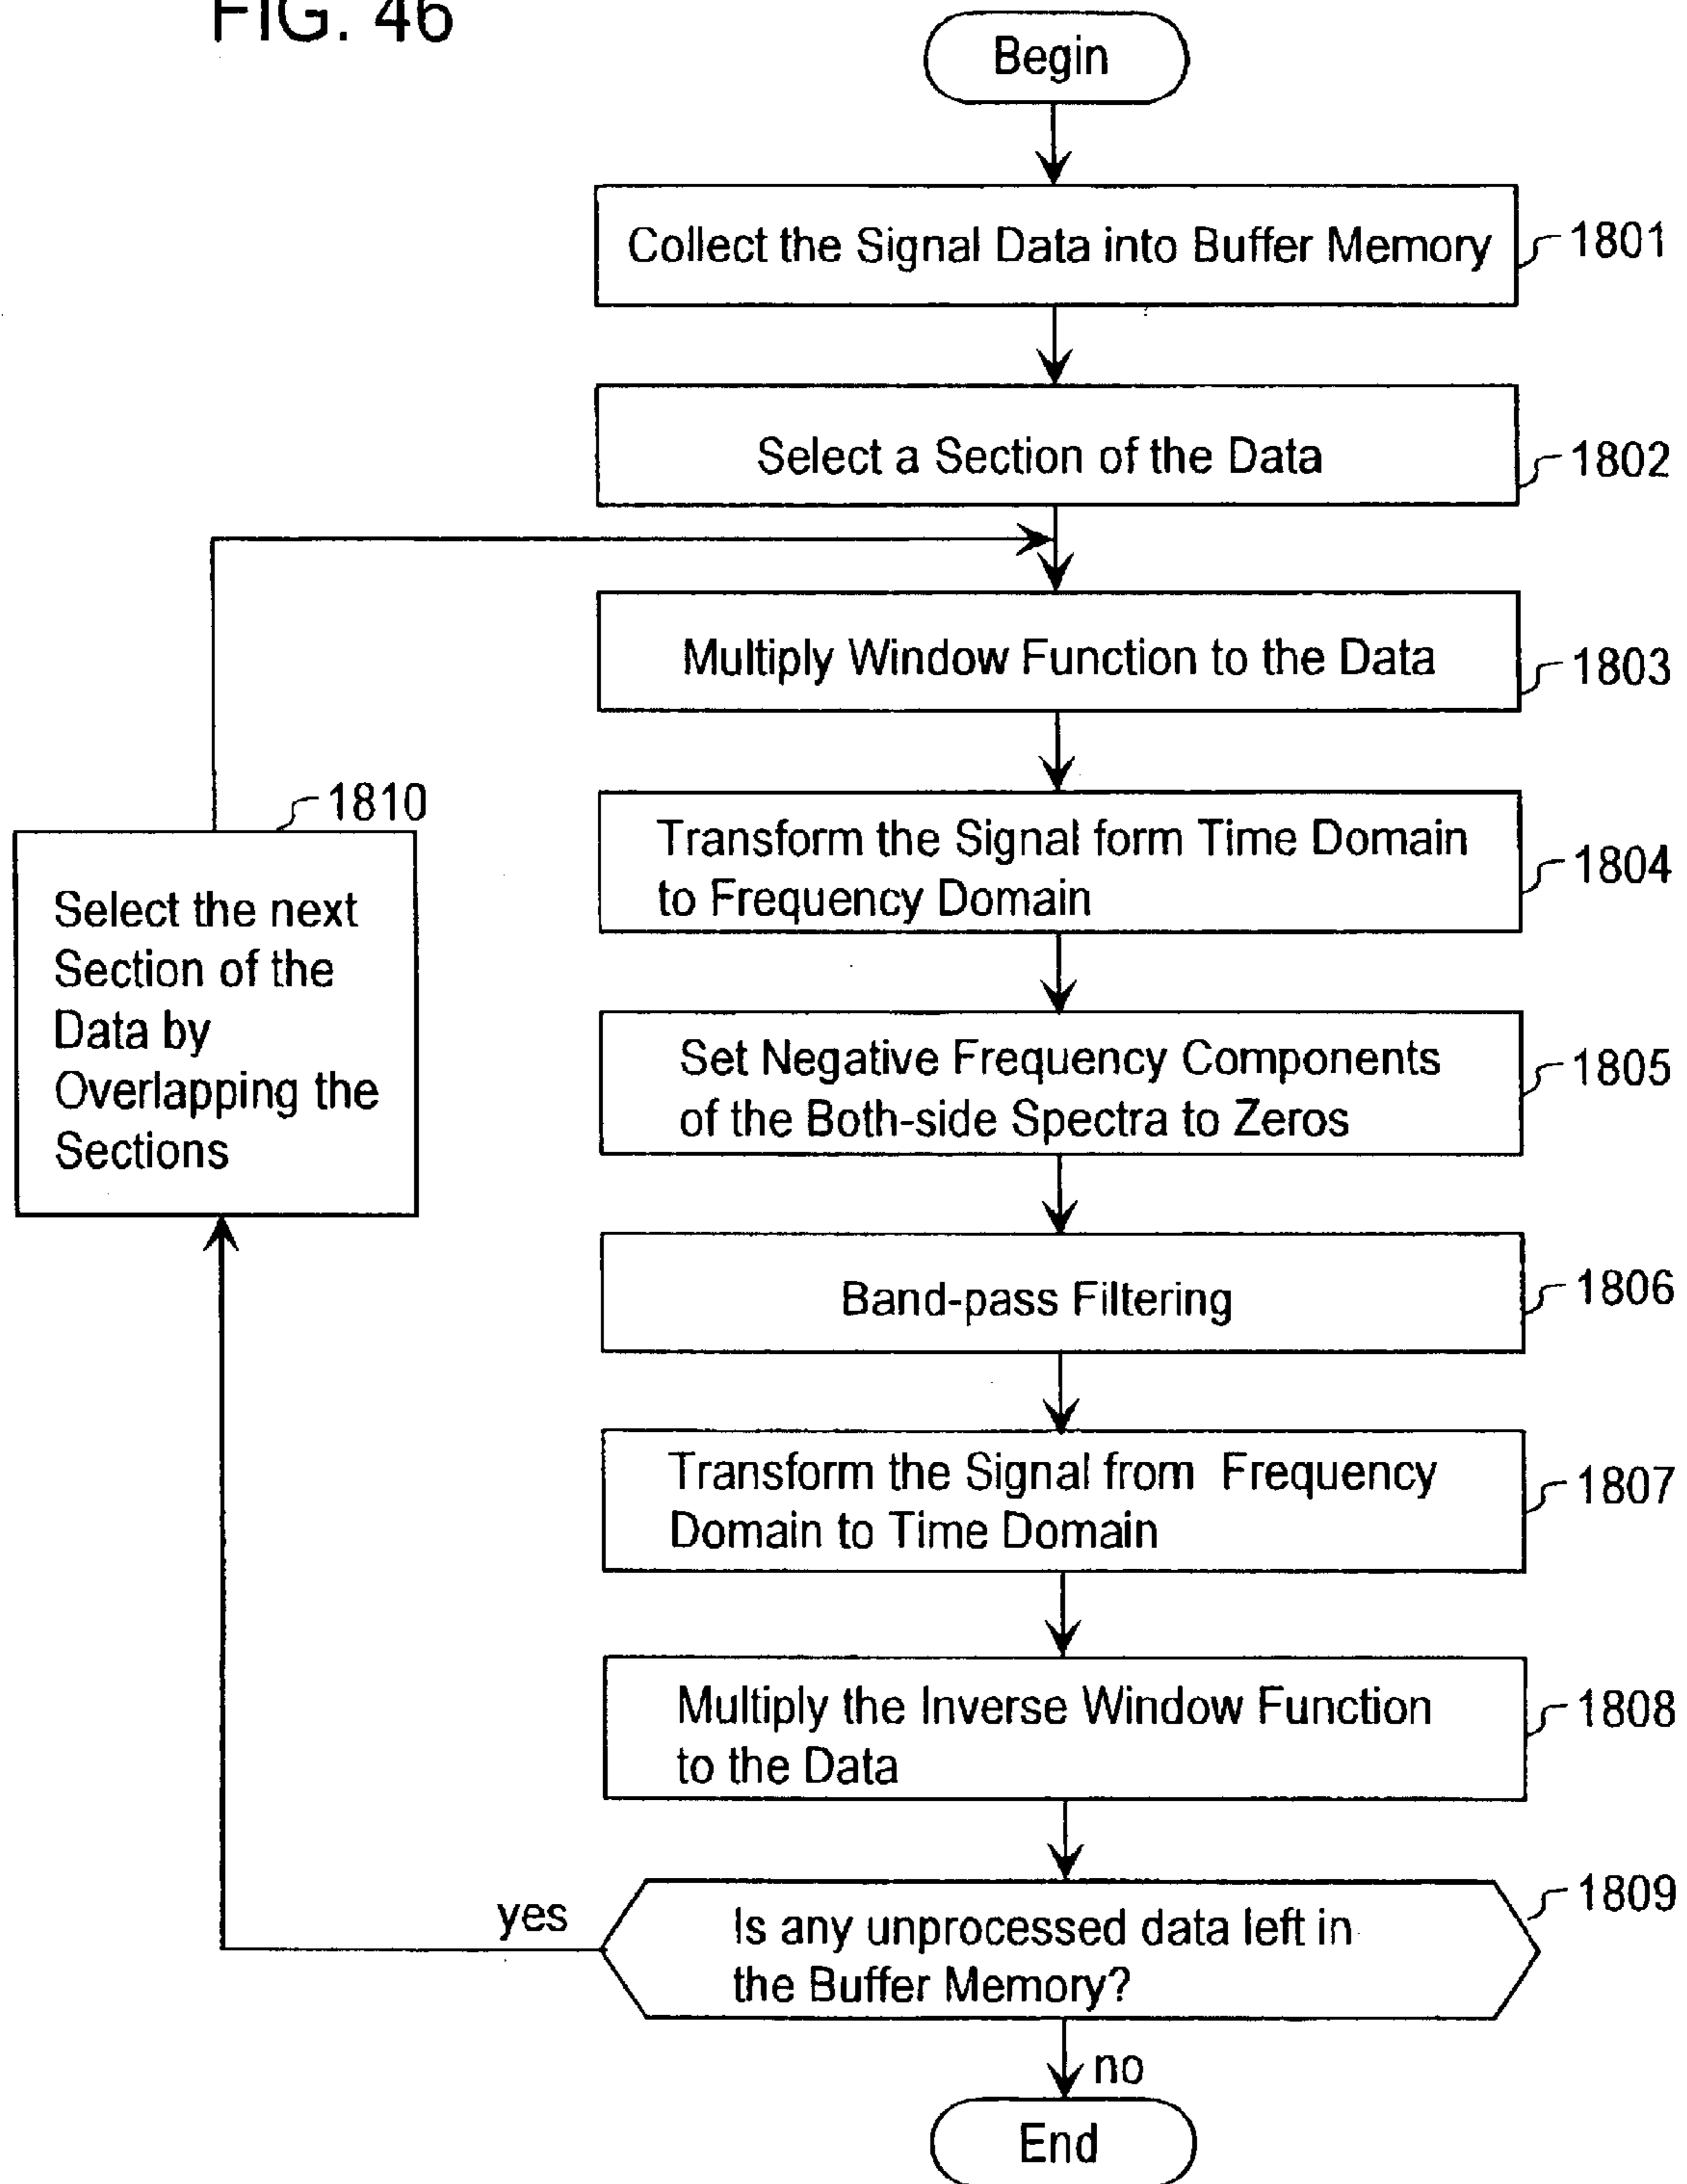 FIG. 46
Begin
Collect the Signal Data into Buffer Memory
1801
Select a Section of the Data
1802
Multiply Window Function to the Data
1803
Transform the Signal form Time Domain
to Frequency Domain
1804
Set Negative Frequency Components
of the Both-side Spectra to Zeros
1805
Band-pass Filtering
1806
Transform the Signal from Frequency
Domain to Time Domain
1807
Multiply the Inverse Window Function
to the Data
1808
Is any unprocessed data left in
the Buffer Memory?
1809
yes
1810
Select the next
Section of the
Data by
Overlapping the
Sections
no
End